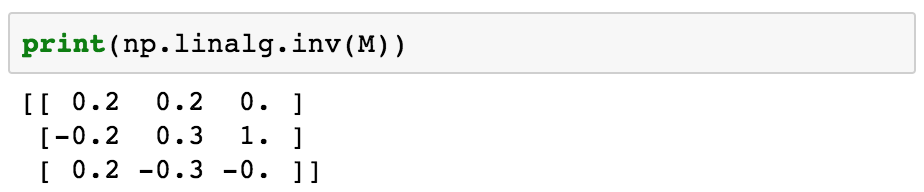 print(np.linalg.inv(M))
[[ 0.2  0.2  0. ]
 [-0.2  0.3  1. ]
 [ 0.2 -0.3 -0. ]]